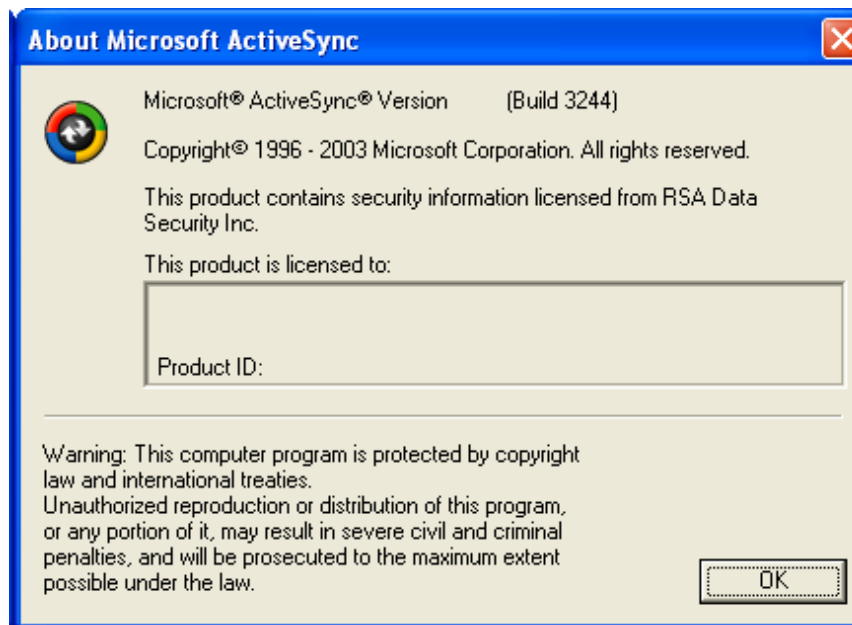 About Microsoft ActiveSync
Microsoft® ActiveSync® Version (Build 3244)
Copyright© 1996 - 2003 Microsoft Corporation. All rights reserved.
This product contains security information licensed from RSA Data
Security Inc.
This product is licensed to:
Product ID:
Warning: This computer program is protected by copyright
law and international treaties.
Unauthorized reproduction or distribution of this program,
or any portion of it, may result in severe civil and criminal
penalties, and will be prosecuted to the maximum extent
possible under the law.
OK